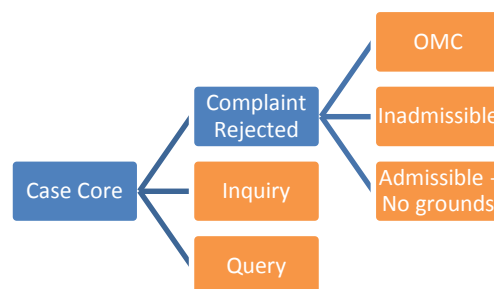 OMC
Complaint
Rejected
Inadmissible
Case Core
Inquiry
Admissible -
No grounds
Query